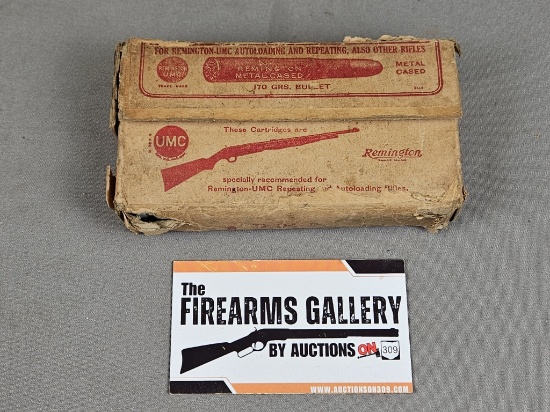 FOR REMINGTON-UMC AUTOLOADING AND REPEATING, ALSO OTHER RIFLES
REMINGTON
UMC
TRADE MARK
REMINGTON
METAL CASED
170 GRS. BULLET
METAL
CASED
UMC
These Cartridges are
Remington
specially recommended for
Remington-UMC Repeating and Autoloading Rifles.
The
FIREARMS GALLERY
BY AUCTIONS ON 309
WWW.AUCTIONSON309.COM